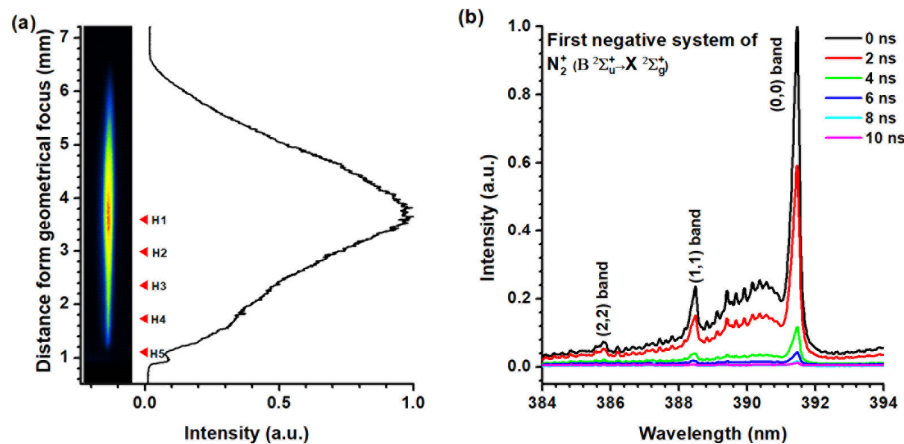 (a)
Distance form geometrical focus (mm)
7
6
5
4
3
2
1
H1
H2
H3
H4
H5
0.0 0.5 1.0
Intensity (a.u.)
(b)
Intensity (a.u.)
1.0
0.8
0.6
0.4
0.2
0.0
First negative system of
N₂⁺ (B ²Σᵤ⁺→X ²Σg⁺)
(2,2) band
(1,1) band
(0,0) band
0 ns
2 ns
4 ns
6 ns
8 ns
10 ns
384 386 388 390 392 394
Wavelength (nm)